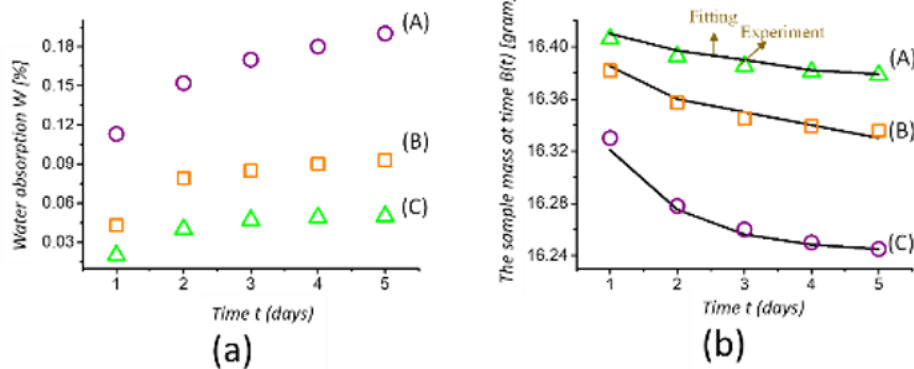 Water absorption W [%]
0.18
0.15
0.12
0.09
0.06
0.03
(A)
(B)
(C)
1 2 3 4 5
Time t (days)
(a)
The sample mass at time B(t) [gram]
16.40
16.36
16.32
16.28
16.24
Fitting
Experiment
(A)
(B)
(C)
1 2 3 4 5
Time t (days)
(b)